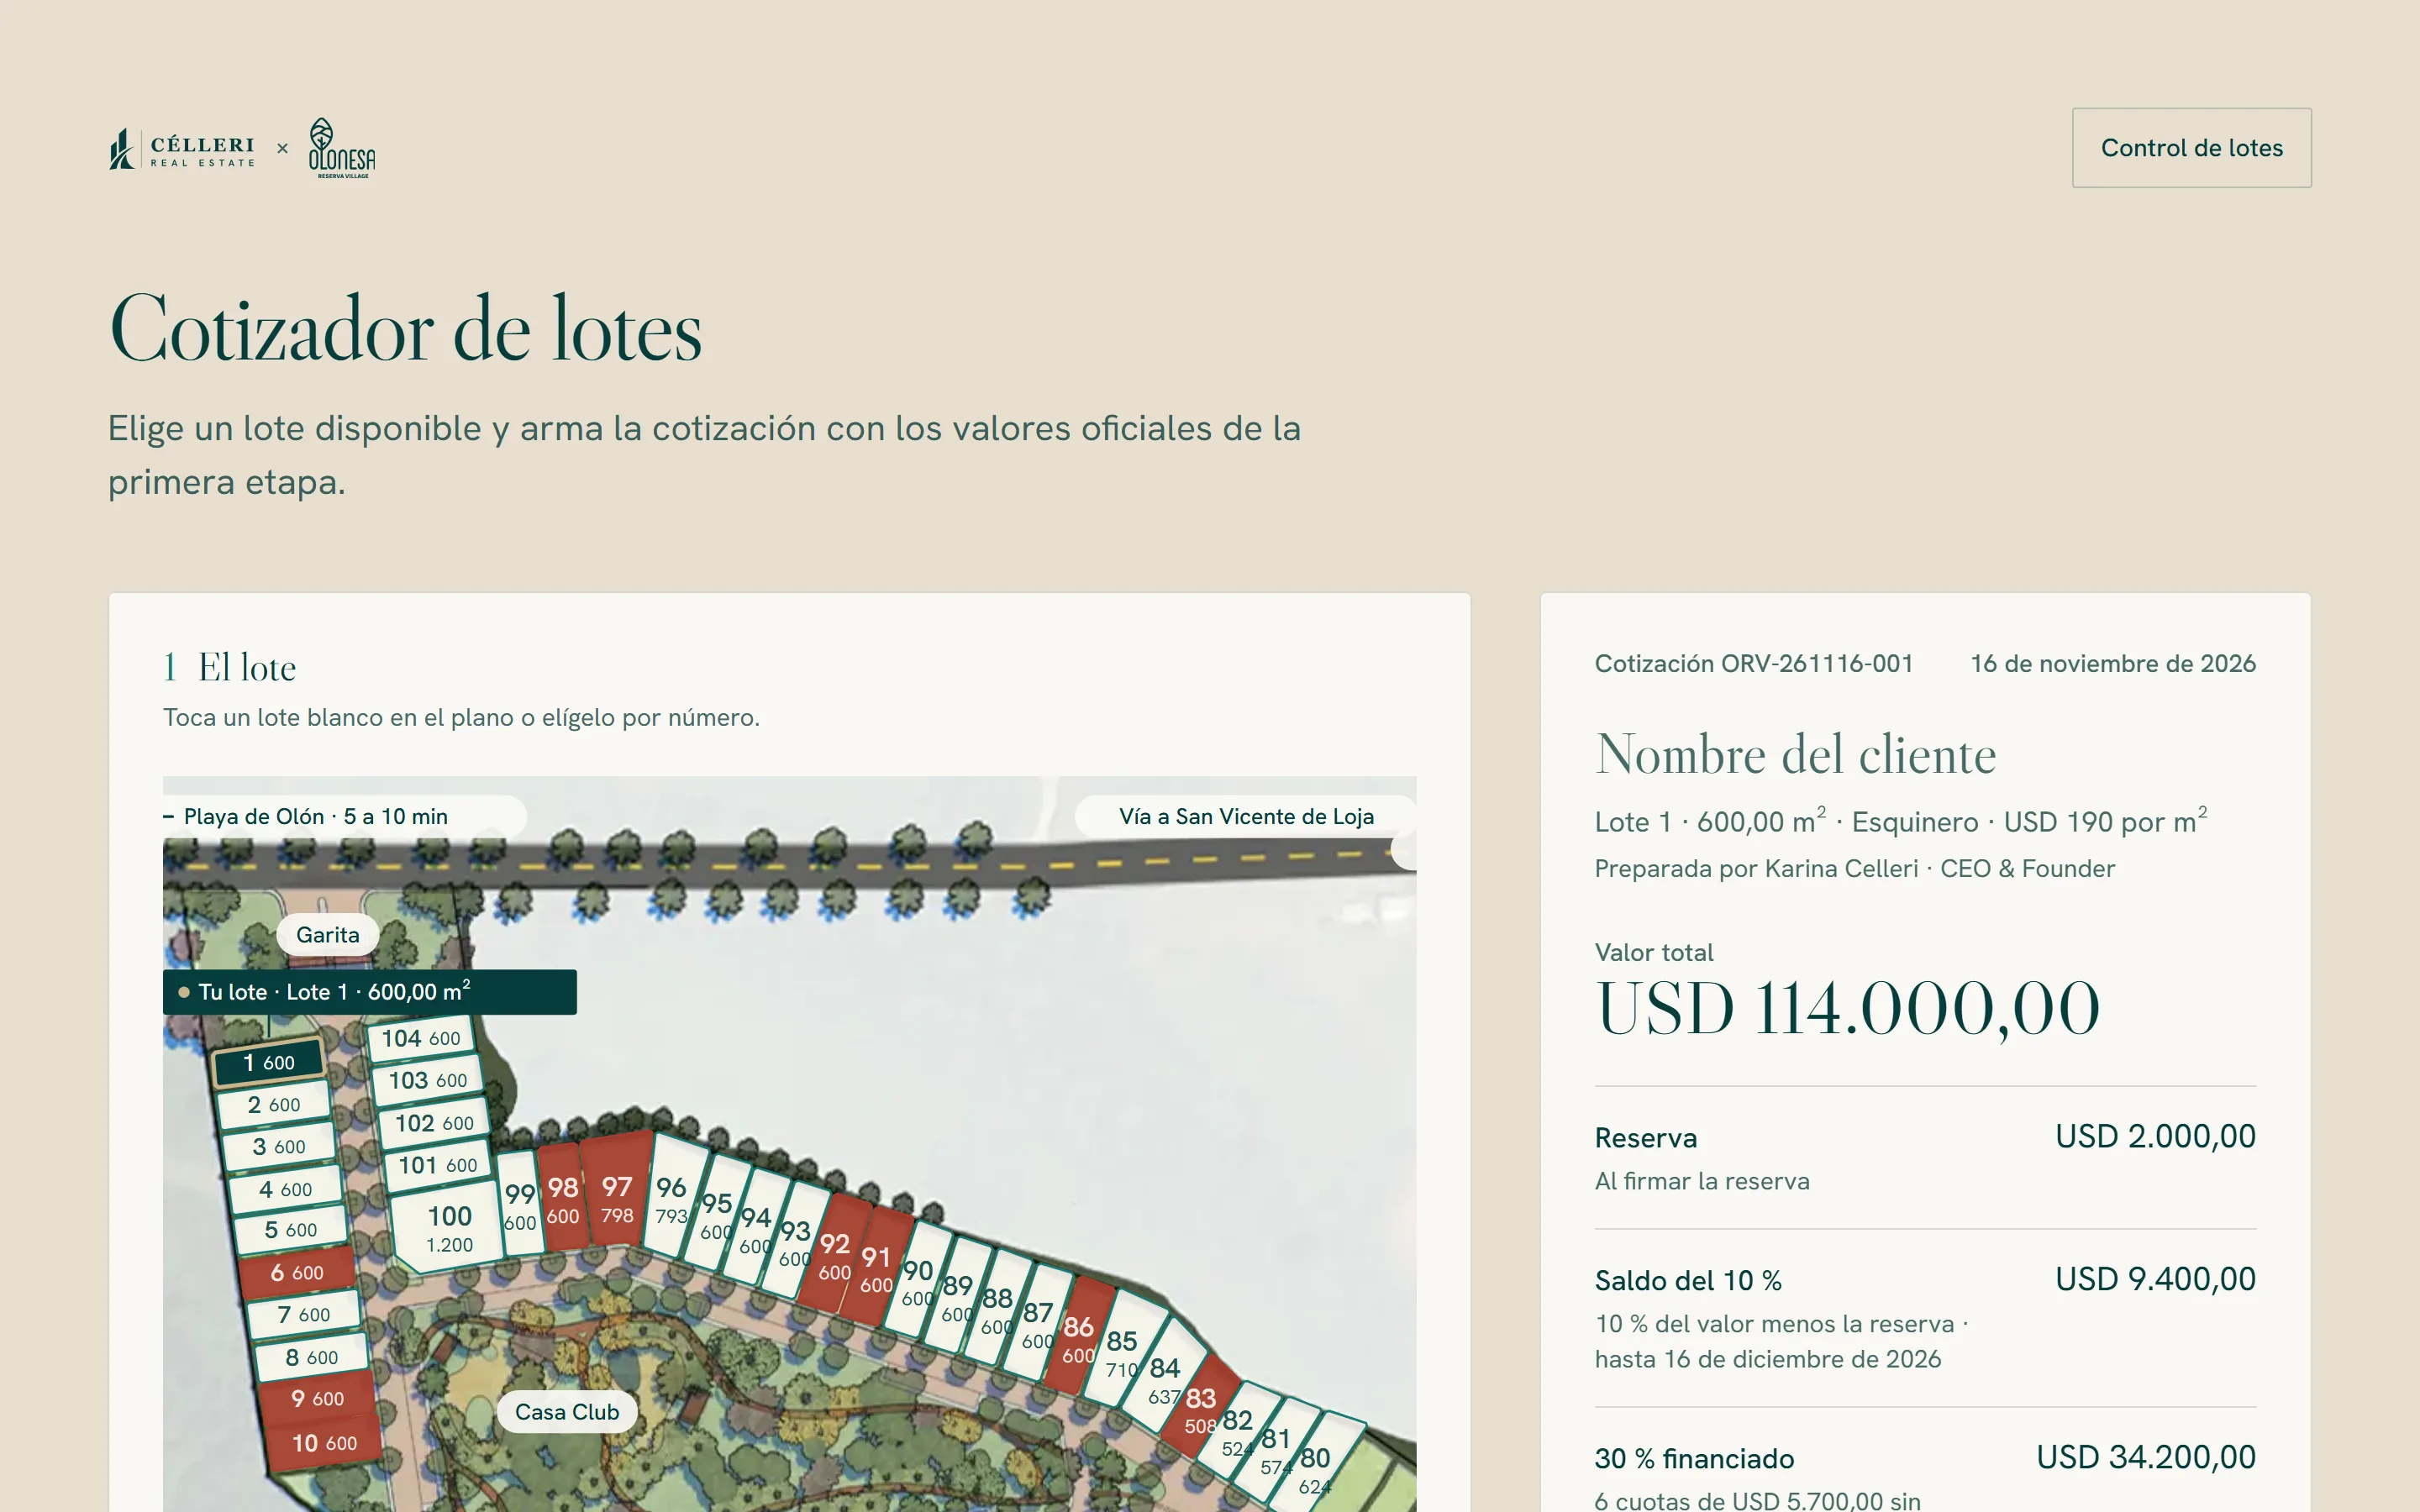 CÉLLERI
REAL ESTATE
×
OLONESA
RESERVA VILLAGE
Control de lotes
Cotizador de lotes
Elige un lote disponible y arma la cotización con los valores oficiales de la
primera etapa.
1 El lote
Toca un lote blanco en el plano o elígelo por número.
Playa de Olón · 5 a 10 min
Vía a San Vicente de Loja
Garita
Tu lote · Lote 1 · 600,00 m²
1 600
2 600
3 600
4 600
5 600
6 600
7 600
8 600
9 600
10 600
104 600
103 600
102 600
101 600
100
1.200
99
600
98
600
97
798
96
793
95
600
94
600
93
600
92
600
91
600
90
600
89
600
88
600
87
600
86
600
85
710
84
637
83
508
82
524
81
574
80
624
Casa Club
Cotización ORV-261116-001
16 de noviembre de 2026
Nombre del cliente
Lote 1 · 600,00 m² · Esquinero · USD 190 por m²
Preparada por Karina Celleri · CEO & Founder
Valor total
USD 114.000,00
Reserva
USD 2.000,00
Al firmar la reserva
Saldo del 10 %
USD 9.400,00
10 % del valor menos la reserva ·
hasta 16 de diciembre de 2026
30 % financiado
USD 34.200,00
6 cuotas de USD 5.700,00 sin